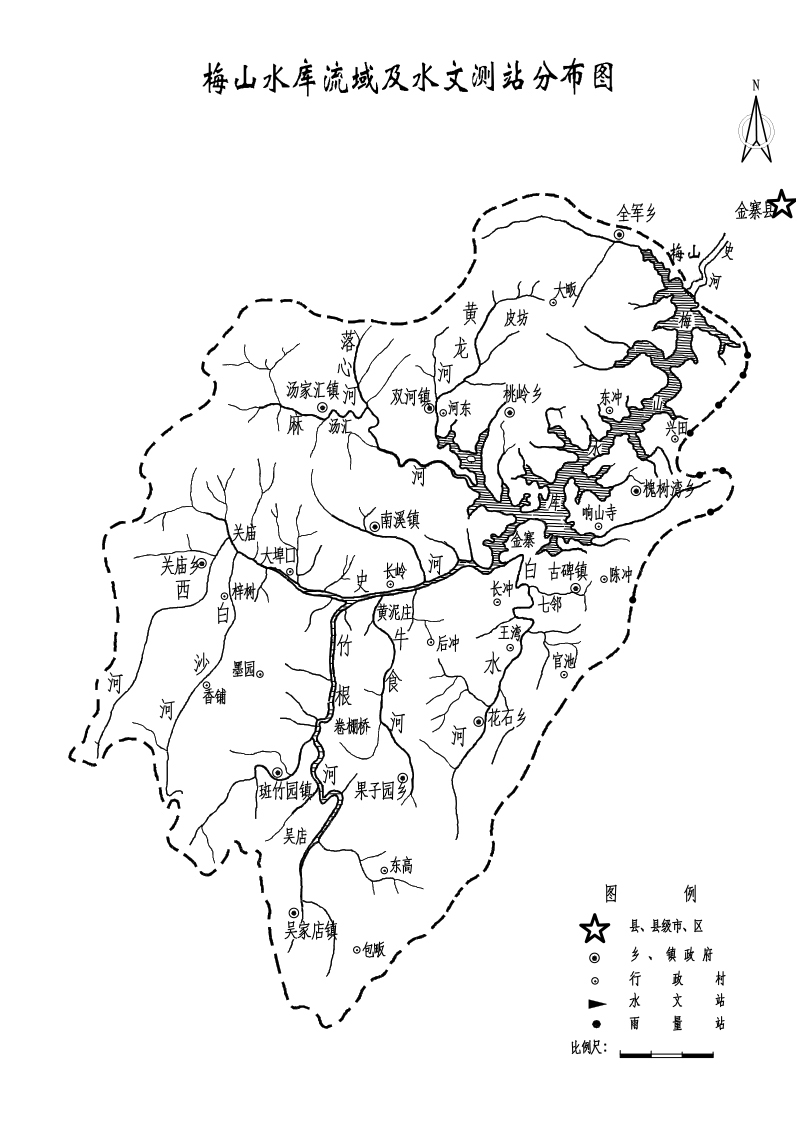 梅山水库流域及水文测站分布图
N
金寨县
全军乡
梅山
史河
大畈
皮坊
黄龙河
梅山水库
落心河
汤家汇镇
双河镇
河东
桃岭乡
东冲
兴田
麻河
汤汇
槐树湾乡
响山寺
南溪镇
关庙
金寨
关庙乡
大埠口
长岭
史河
白水河
古碑镇
陈冲
长冲
七邻
西河
梓树
白沙河
黄泥庄
牛食河
后冲
王湾
官池
竹根河
墨园
香铺
卷棚桥
花石乡
斑竹园镇
果子园乡
吴店
东高
吴家店镇
包畈
图例
县、县级市、区
乡、镇政府
行政村
水文站
雨量站
比例尺：